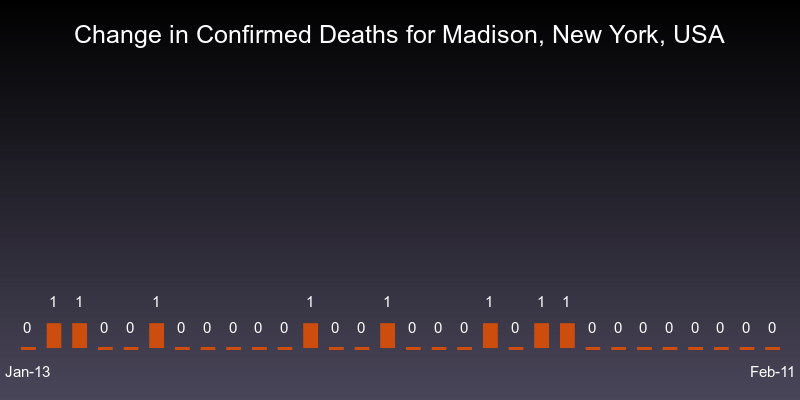 Change in Confirmed Deaths for Madison, New York, USA
0 1 1 0 0 1 0 0 0 0 0 1 0 0 1 0 0 0 1 0 1 1 0 0 0 0 0 0 0 0
Jan-13 Feb-11